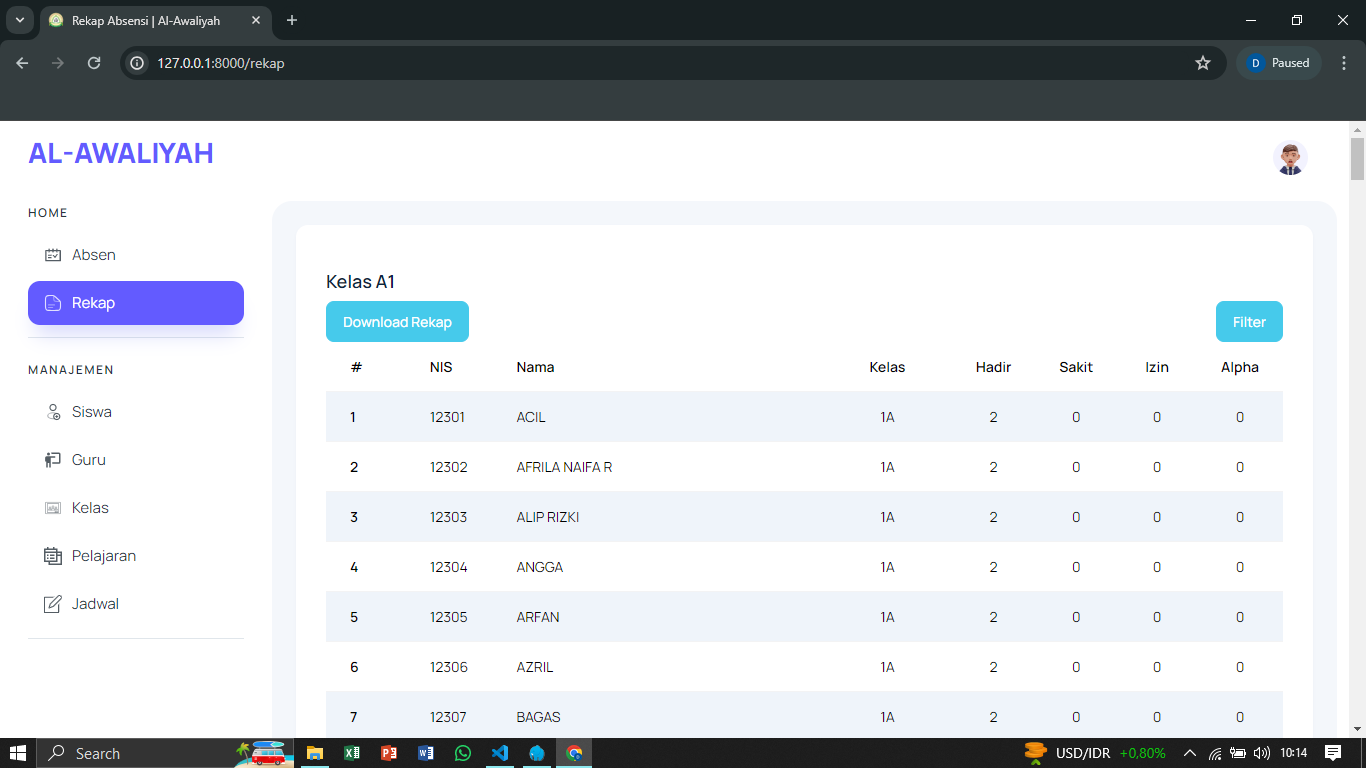 Rekap Absensi | Al-Awaliyah
127.0.0.1:8000/rekap
D Paused
AL-AWALIYAH
HOME
Absen
Rekap
MANAJEMEN
Siswa
Guru
Kelas
Pelajaran
Jadwal
Kelas A1
Download Rekap Filter
# NIS Nama Kelas Hadir Sakit Izin Alpha
1 12301 ACIL 1A 2 0 0 0
2 12302 AFRILA NAIFA R 1A 2 0 0 0
3 12303 ALIP RIZKI 1A 2 0 0 0
4 12304 ANGGA 1A 2 0 0 0
5 12305 ARFAN 1A 2 0 0 0
6 12306 AZRIL 1A 2 0 0 0
7 12307 BAGAS 1A 2 0 0 0
Search USD/IDR +0,80% 10:14